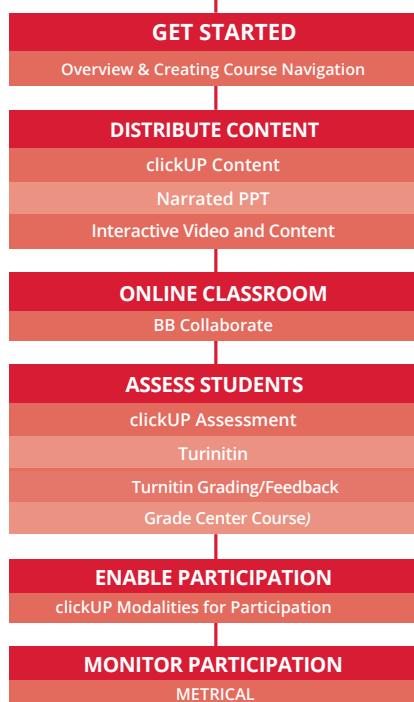 GET STARTED
Overview & Creating Course Navigation
DISTRIBUTE CONTENT
clickUP Content
Narrated PPT
Interactive Video and Content
ONLINE CLASSROOM
BB Collaborate
ASSESS STUDENTS
clickUP Assessment
Turinitin
Turnitin Grading/Feedback
Grade Center Course)
ENABLE PARTICIPATION
clickUP Modalities for Participation
MONITOR PARTICIPATION
METRICAL